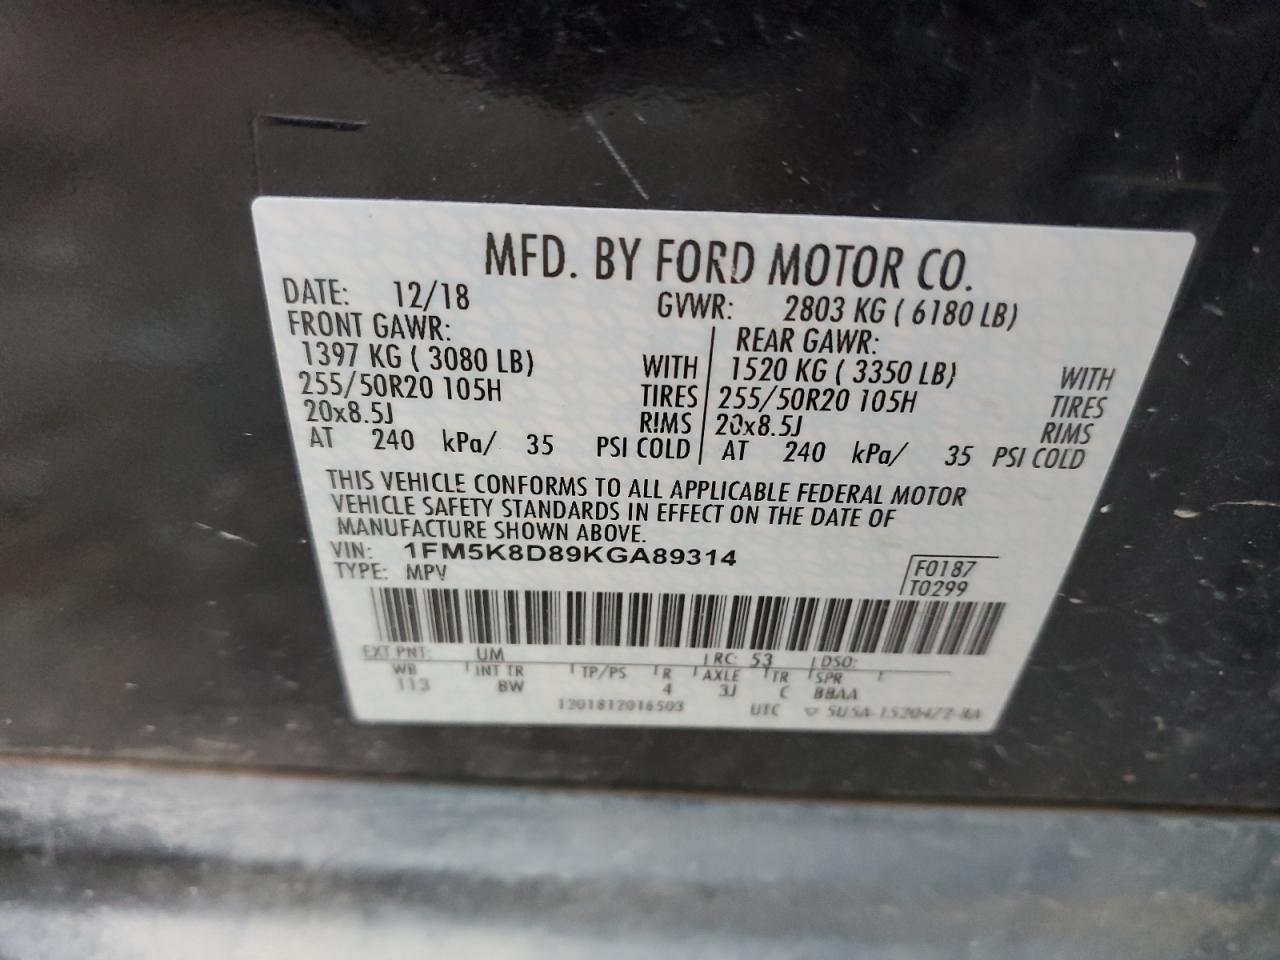 MFD. BY FORD MOTOR CO.
DATE: 12/18 GVWR: 2803 KG ( 6180 LB)
FRONT GAWR: REAR GAWR:
1397 KG ( 3080 LB) WITH 1520 KG ( 3350 LB) WITH
255/50R20 105H TIRES 255/50R20 105H TIRES
20x8.5J RIMS 20x8.5J RIMS
AT 240 kPa/ 35 PSI COLD AT 240 kPa/ 35 PSI COLD
THIS VEHICLE CONFORMS TO ALL APPLICABLE FEDERAL MOTOR
VEHICLE SAFETY STANDARDS IN EFFECT ON THE DATE OF
MANUFACTURE SHOWN ABOVE.
VIN: 1FM5K8D89KGA89314
TYPE: MPV F0187
T0299
EXT PNT: UM RC: 53 DSO:
WB INT TR TP/PS R AXLE TR SPR
113 BW 4 3J C BBAA
1201812016503 UTC